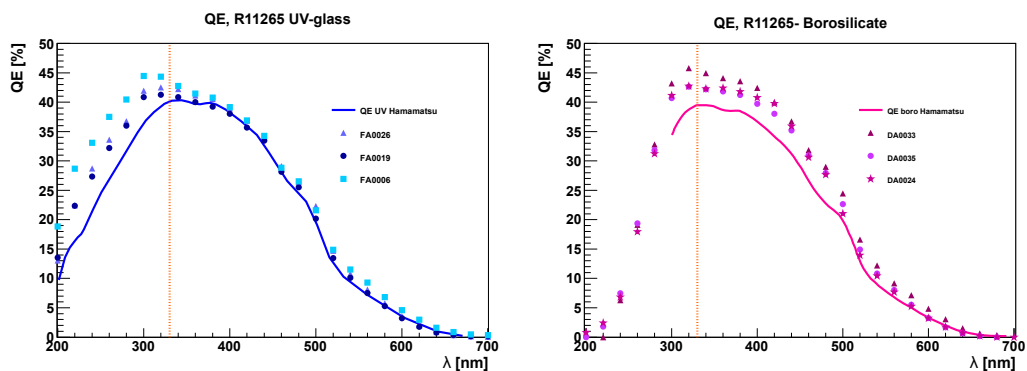 QE, R11265 UV-glass
QE [%]
50
45
40
35
30
25
20
15
10
5
0
QE UV Hamamatsu
FA0026
FA0019
FA0006
200 300 400 500 600 700
λ [nm]
QE, R11265- Borosilicate
QE [%]
50
45
40
35
30
25
20
15
10
5
0
QE boro Hamamatsu
DA0033
DA0035
DA0024
200 300 400 500 600 700
λ [nm]